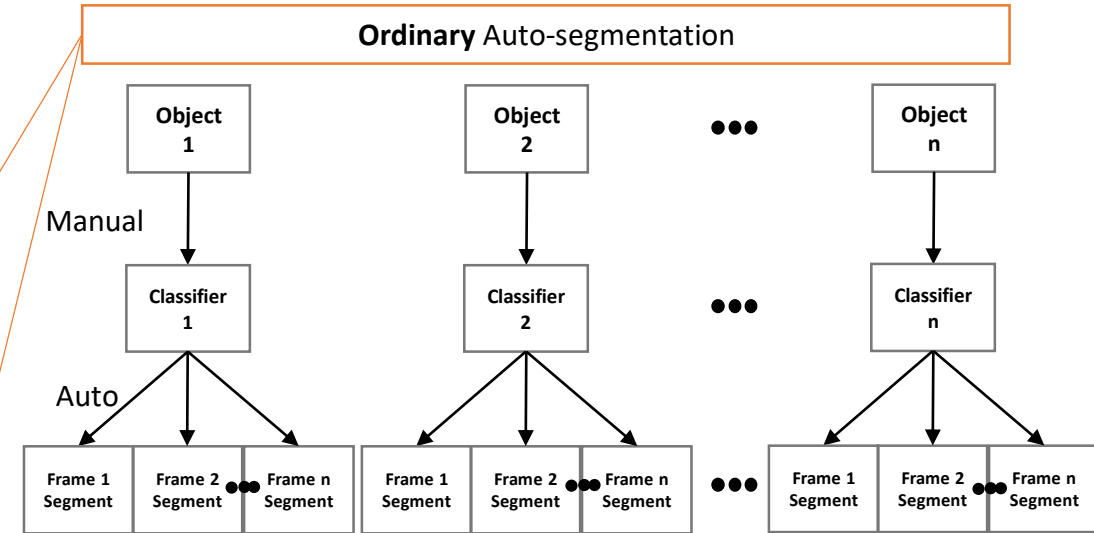 Ordinary Auto-segmentation
Object
1
Object
2
Object
n
Manual
Classifier
1
Classifier
2
Classifier
n
Auto
Frame 1
Segment
Frame 2
Segment
Frame n
Segment
Frame 1
Segment
Frame 2
Segment
Frame n
Segment
Frame 1
Segment
Frame 2
Segment
Frame n
Segment